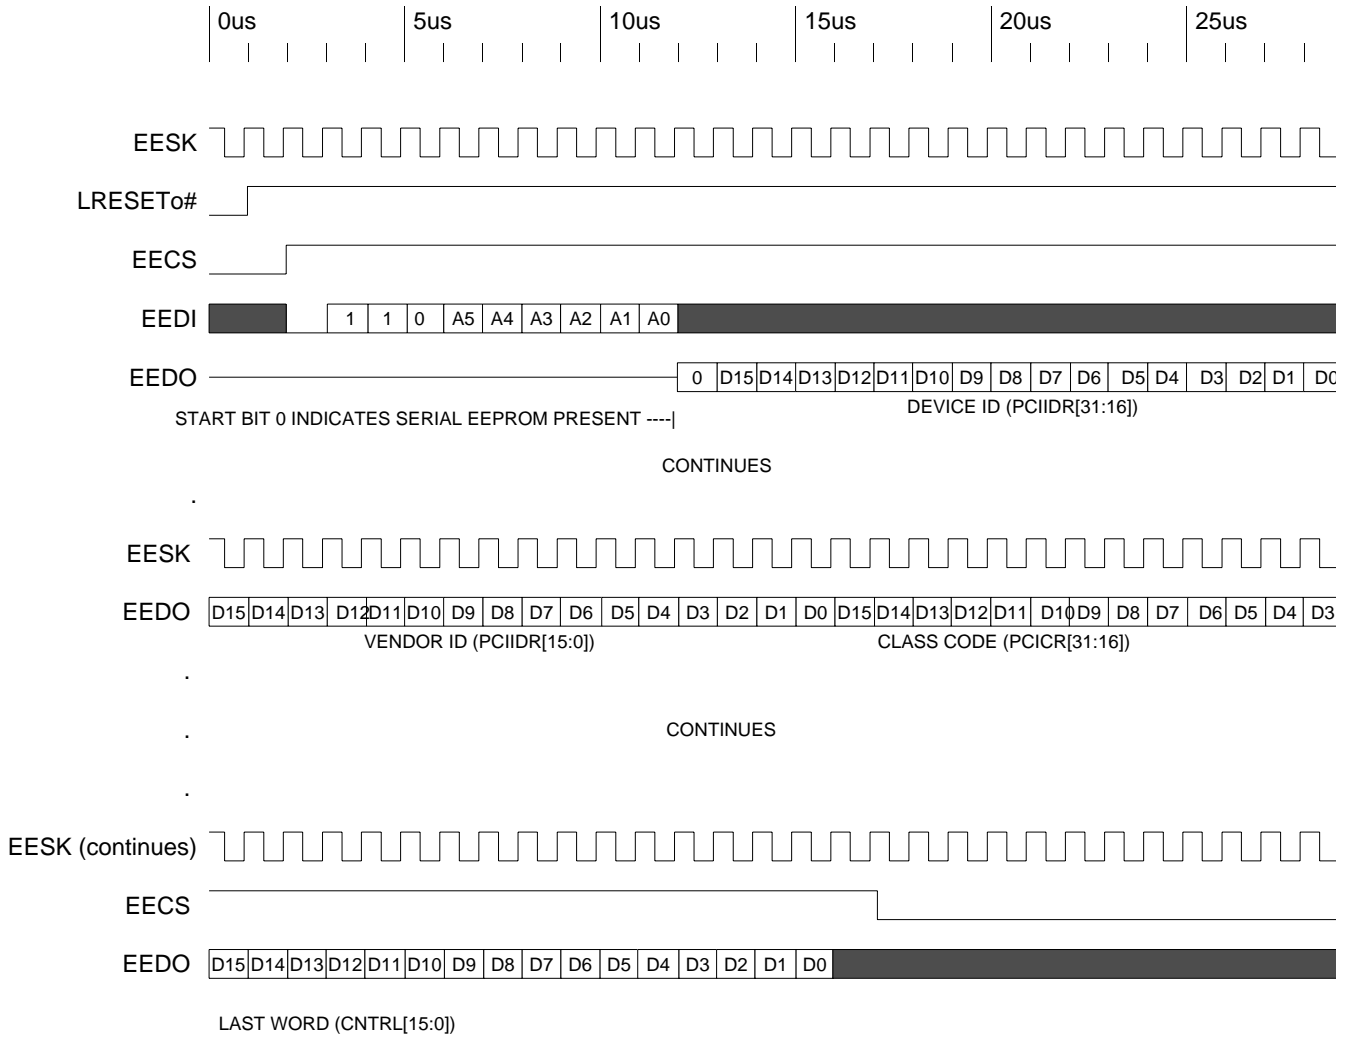 0us 5us 10us 15us 20us 25us
EESK
LRESETo#
EECS
EEDI 1 1 0 A5 A4 A3 A2 A1 A0
EEDO 0 D15 D14 D13 D12 D11 D10 D9 D8 D7 D6 D5 D4 D3 D2 D1 D0
DEVICE ID (PCIIDR[31:16])
START BIT 0 INDICATES SERIAL EEPROM PRESENT ----|
CONTINUES
.
EESK
EEDO D15 D14 D13 D12 D11 D10 D9 D8 D7 D6 D5 D4 D3 D2 D1 D0 D15 D14 D13 D12 D11 D10 D9 D8 D7 D6 D5 D4 D3
VENDOR ID (PCIIDR[15:0]) CLASS CODE (PCICR[31:16])
.
. CONTINUES
.
EESK (continues)
EECS
EEDO D15 D14 D13 D12 D11 D10 D9 D8 D7 D6 D5 D4 D3 D2 D1 D0
LAST WORD (CNTRL[15:0])